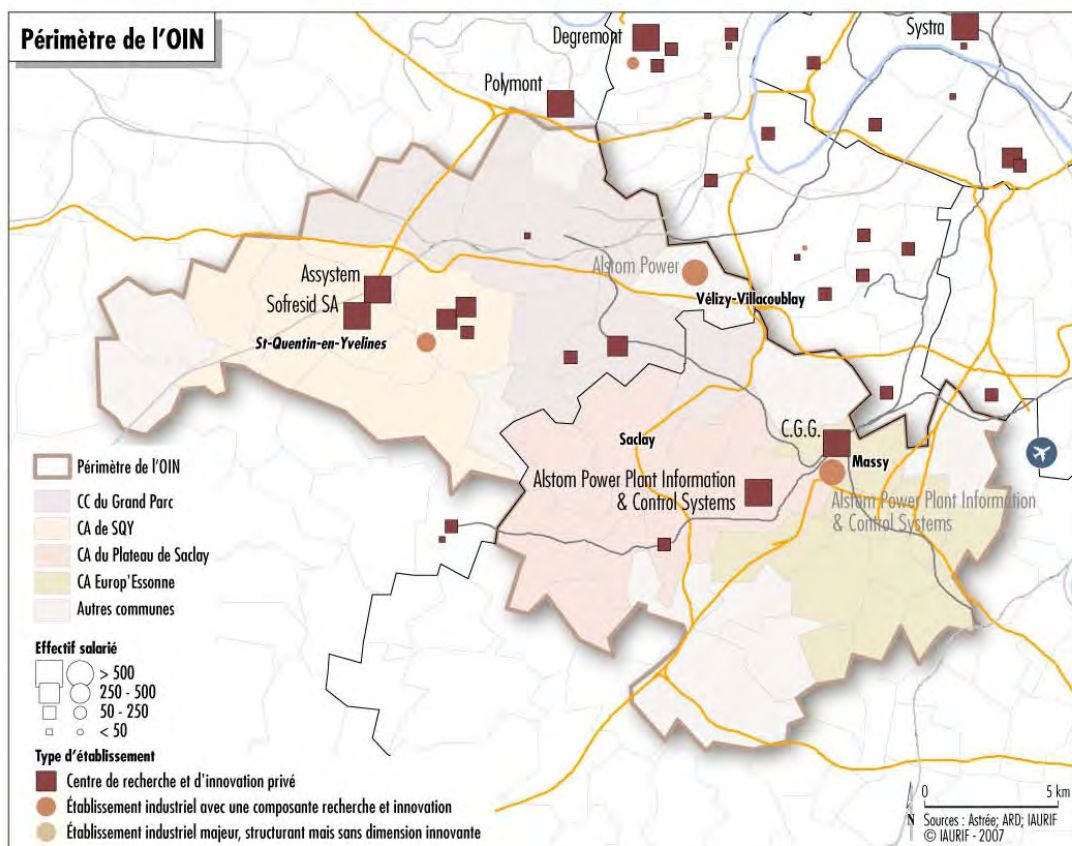 Périmètre de l'OIN
Degremont
Systra
Polymont
Alstom Power
Assystem
Sofresid SA
Vélizy-Villacoublay
St-Quentin-en-Yvelines
Saclay
C.G.G.
Massy
Alstom Power Plant Information
& Control Systems
Alstom Power Plant Information
& Control Systems
Périmètre de l'OIN
CC du Grand Parc
CA de SQY
CA du Plateau de Saclay
CA Europ'Essonne
Autres communes
Effectif salarié
> 500
250 - 500
50 - 250
< 50
Type d'établissement
Centre de recherche et d'innovation privé
Établissement industriel avec une composante recherche et innovation
Établissement industriel majeur, structurant mais sans dimension innovante
0 5 km
N
Sources : Astrée; ARD; IAURIF
© IAURIF - 2007